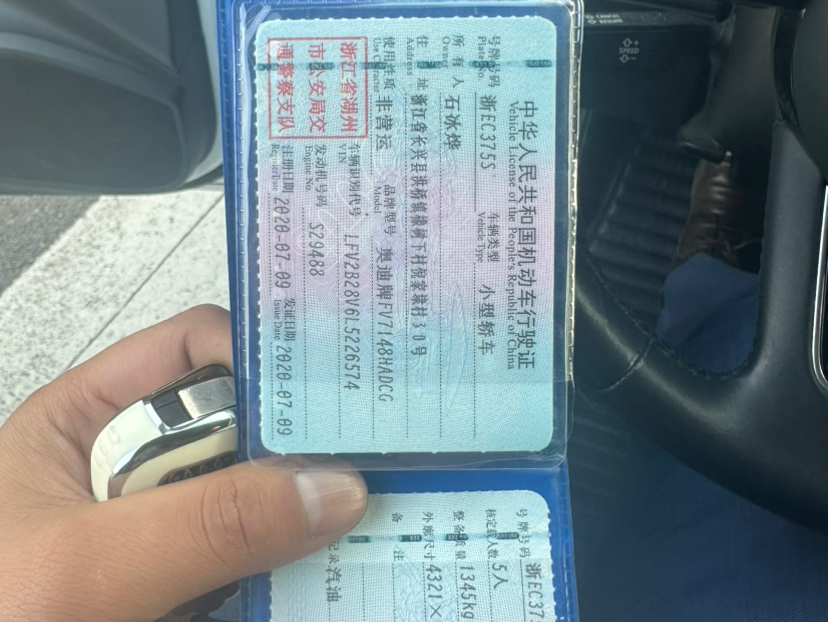 中华人民共和国机动车行驶证
Vehicle License of the People's Republic of China
号牌号码 浙EC375S 车辆类型 小型轿车
Plate No. Vehicle Type
所有人 石冰烨
Owner
住址 浙江省长兴县洪桥镇 树下村倪家 村30号
Address
使用性质 非营运 品牌型号 奥迪牌FV7148HADCG
Use Character Model
浙江省湖州
市公安局交
通警察支队
车辆识别代号 LFV2B28V6L5226574
VIN
发动机号码 S29488
Engine No.
注册日期 2020-07-09 发证日期 2020-07-09
Register Date Issue Date
号牌号码 浙EC37
核定载人数 5人
整备质量 1345kg
外廓尺寸 4321×
备注
记录 汽油
SPEED
CANCEL